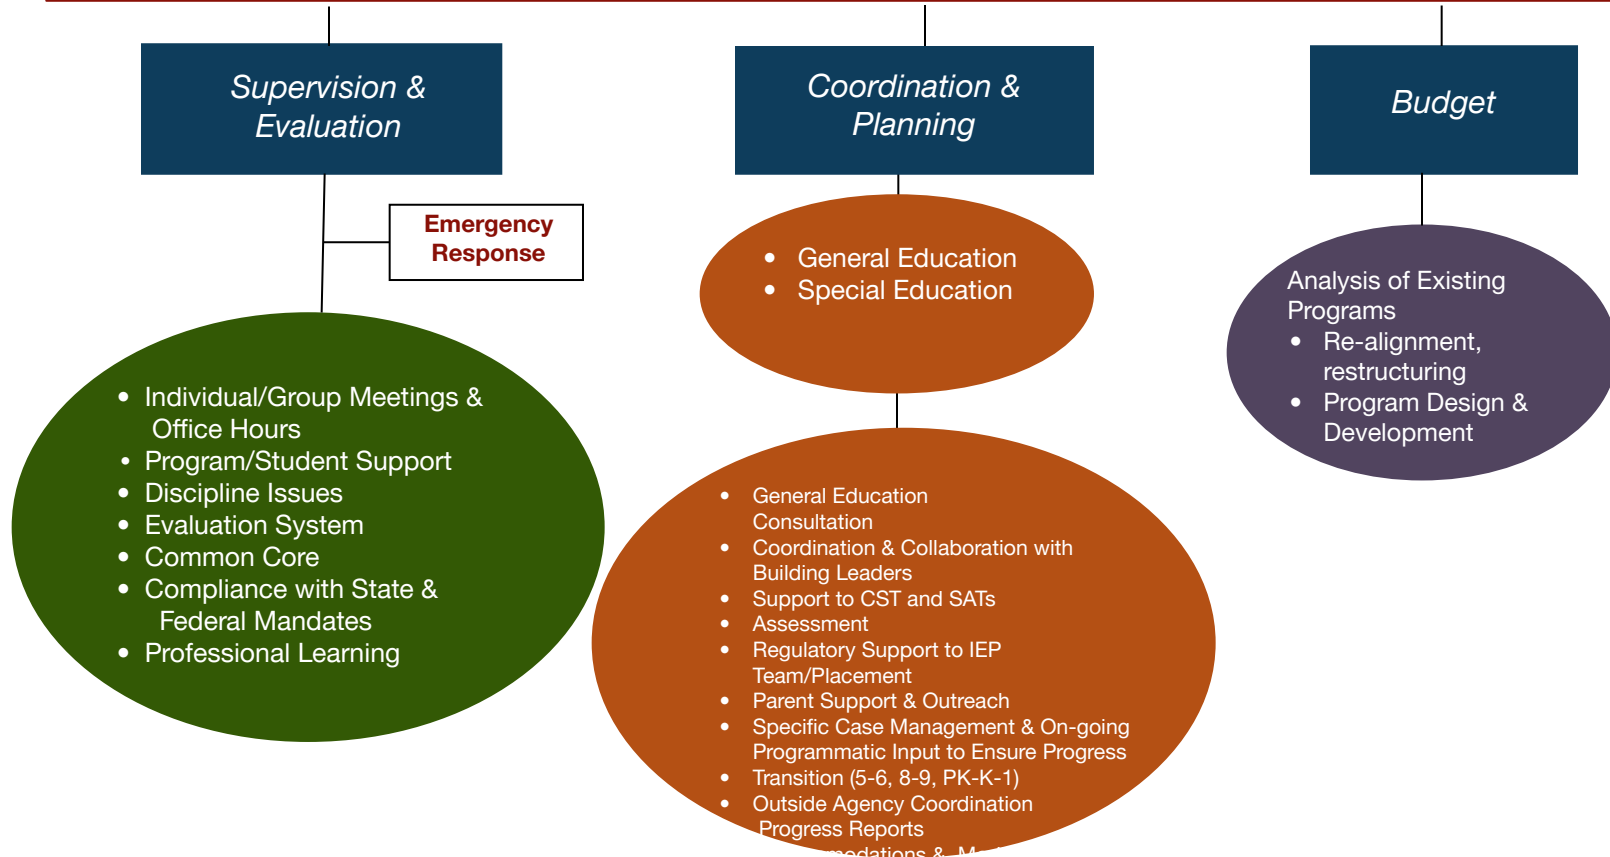 Supervision &
Evaluation
Coordination &
Planning
Budget
Emergency
Response
• General Education
• Special Education
Analysis of Existing
Programs
• Re-alignment,
restructuring
• Program Design &
Development
• Individual/Group Meetings &
Office Hours
• Program/Student Support
• Discipline Issues
• Evaluation System
• Common Core
• Compliance with State &
Federal Mandates
• Professional Learning
• General Education
Consultation
• Coordination & Collaboration with
Building Leaders
• Support to CST and SATs
• Assessment
• Regulatory Support to IEP
Team/Placement
• Parent Support & Outreach
• Specific Case Management & On-going
Programmatic Input to Ensure Progress
• Transition (5-6, 8-9, PK-K-1)
• Outside Agency Coordination
Progress Reports
&